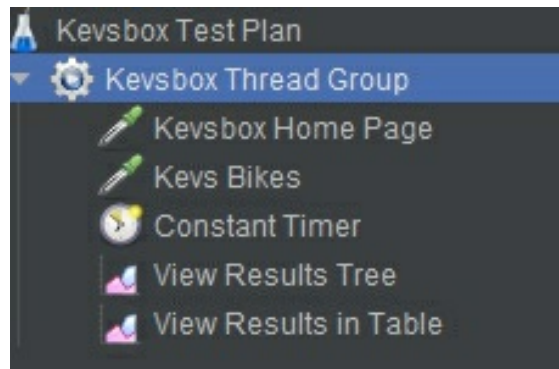 Kevsbox Test Plan
Kevsbox Thread Group
Kevsbox Home Page
Kevs Bikes
Constant Timer
View Results Tree
View Results in Table